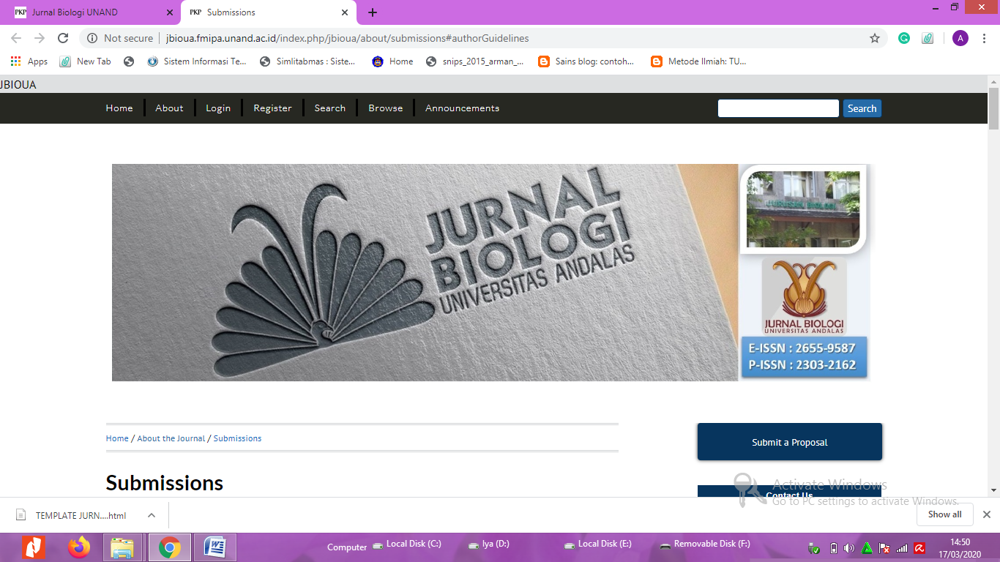 Jurnal Biologi UNAND
PKP Submissions
Not secure jbioua.fmipa.unand.ac.id/index.php/jbioua/about/submissions#authorGuidelines
A
Apps New Tab Sistem Informasi Te... Simlitabmas : Siste... Home snips_2015_arman_... Sains blog: contoh... Metode Ilmiah: TU...
JBIOUA
Home About Login Register Search Browse Announcements Search
JURNAL
BIOLOGI
UNIVERSITAS ANDALAS
JURUSAN BIOLOGI
JURNAL BIOLOGI
UNIVERSITAS ANDALAS
E-ISSN : 2655-9587
P-ISSN : 2303-2162
Home / About the Journal / Submissions
Submit a Proposal
Submissions
Contact Us
Activate Windows
Go to PC settings to activate Windows.
TEMPLATE JURN....html
Show all
Computer Local Disk (C:) Iya (D:) Local Disk (E:) Removable Disk (F:)
14:50
17/03/2020